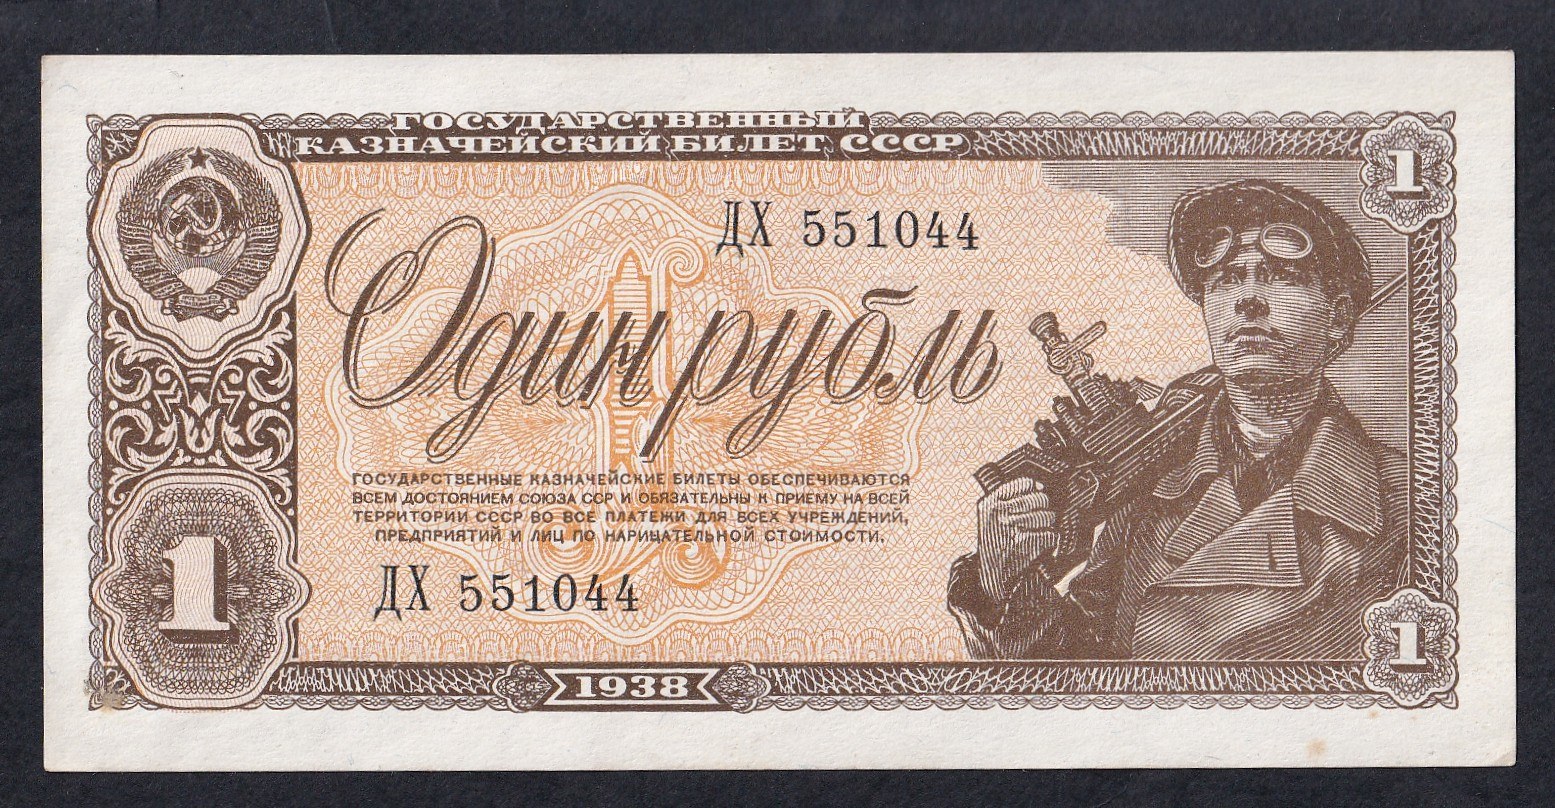 ГОСУДАРСТВЕННЫЙ
КАЗНАЧЕЙСКИЙ БИЛЕТ СССР
1
ДХ 551044
Один рубль
1
ГОСУДАРСТВЕННЫЕ КАЗНАЧЕЙСКИЕ БИЛЕТЫ ОБЕСПЕЧИВАЮТСЯ
ВСЕМ ДОСТОЯНИЕМ СОЮЗА ССР И ОБЯЗАТЕЛЬНЫ К ПРИЕМУ НА ВСЕЙ
ТЕРРИТОРИИ СССР ВО ВСЕ ПЛАТЕЖИ ДЛЯ ВСЕХ УЧРЕЖДЕНИЙ,
ПРЕДПРИЯТИЙ И ЛИЦ ПО НАРИЦАТЕЛЬНОЙ СТОИМОСТИ.
1
ДХ 551044
1
1938